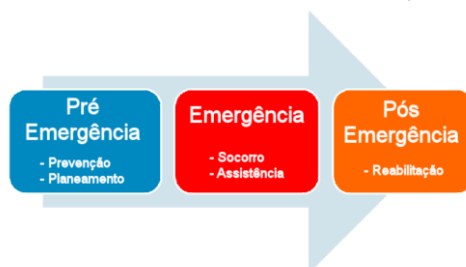 Pré
Emergência
- Prevenção
- Planeamento
Emergência
- Socorro
- Assistência
Pós
Emergência
- Reabilitação